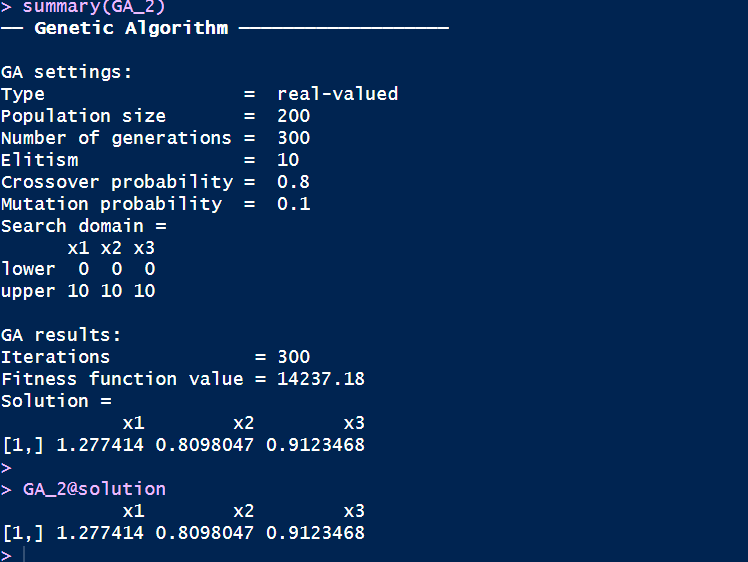 > summary(GA_2)
── Genetic Algorithm ───────────────────
GA settings:
Type                  =  real-valued
Population size       =  200
Number of generations =  300
Elitism               =  10
Crossover probability =  0.8
Mutation probability  =  0.1
Search domain =
      x1 x2 x3
lower  0  0  0
upper 10 10 10
GA results:
Iterations             = 300
Fitness function value = 14237.18
Solution =
           x1        x2        x3
[1,] 1.277414 0.8098047 0.9123468
>
> GA_2@solution
           x1        x2        x3
[1,] 1.277414 0.8098047 0.9123468
>